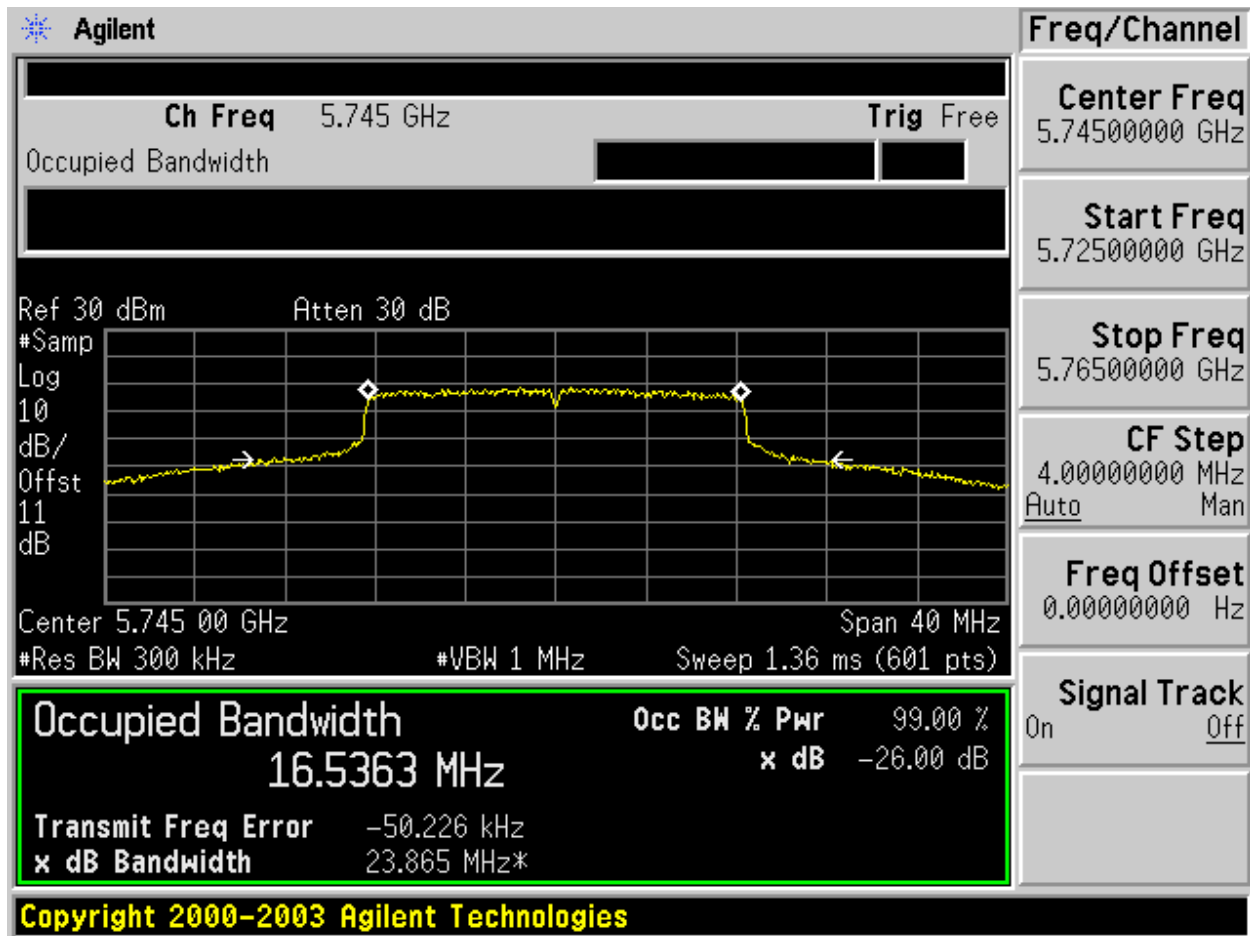 Agilent
Ch Freq 5.745 GHz Trig Free
Occupied Bandwidth
Ref 30 dBm Atten 30 dB
#Samp
Log
10
dB/
Offst
11
dB
Center 5.745 00 GHz Span 40 MHz
#Res BW 300 kHz #VBW 1 MHz Sweep 1.36 ms (601 pts)
Occupied Bandwidth Occ BW % Pwr 99.00 %
16.5363 MHz x dB -26.00 dB
Transmit Freq Error -50.226 kHz
x dB Bandwidth 23.865 MHz*
Copyright 2000-2003 Agilent Technologies
Freq/Channel
Center Freq
5.74500000 GHz
Start Freq
5.72500000 GHz
Stop Freq
5.76500000 GHz
CF Step
4.00000000 MHz
Auto Man
Freq Offset
0.00000000 Hz
Signal Track
On Off